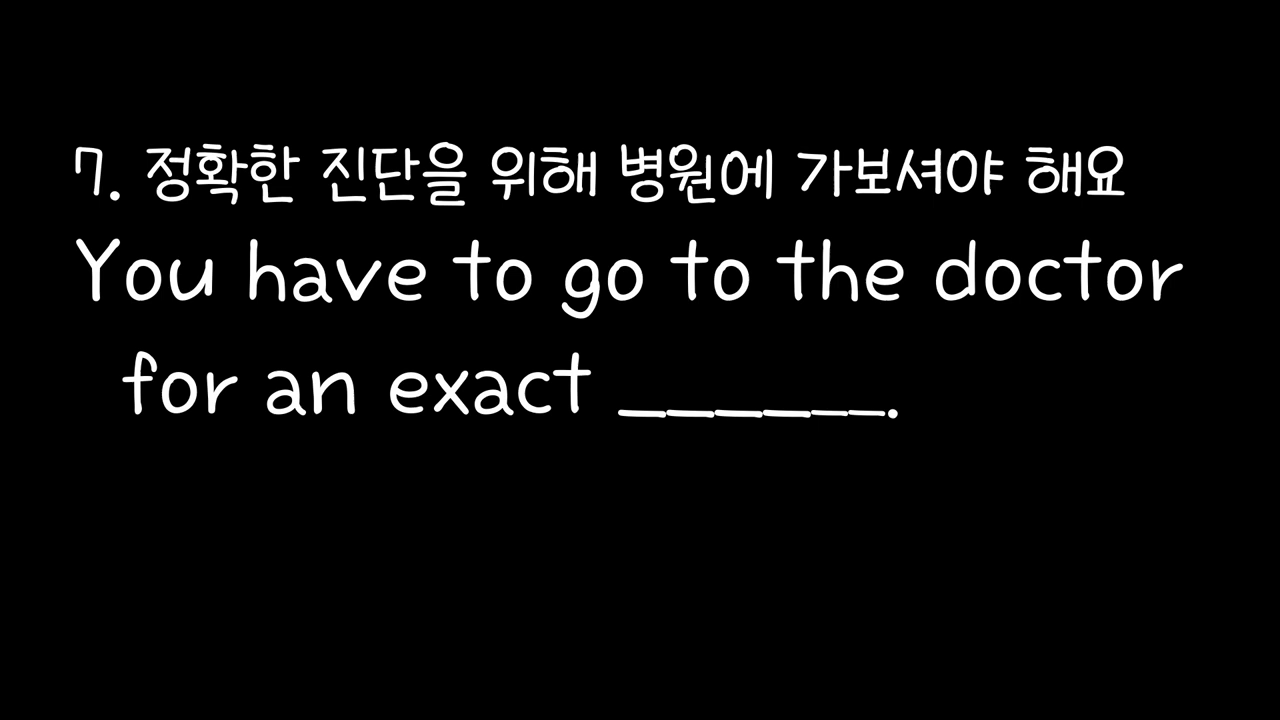 7. 정확한 진단을 위해 병원에 가보셔야 해요
You have to go to the doctor
for an exact ______.